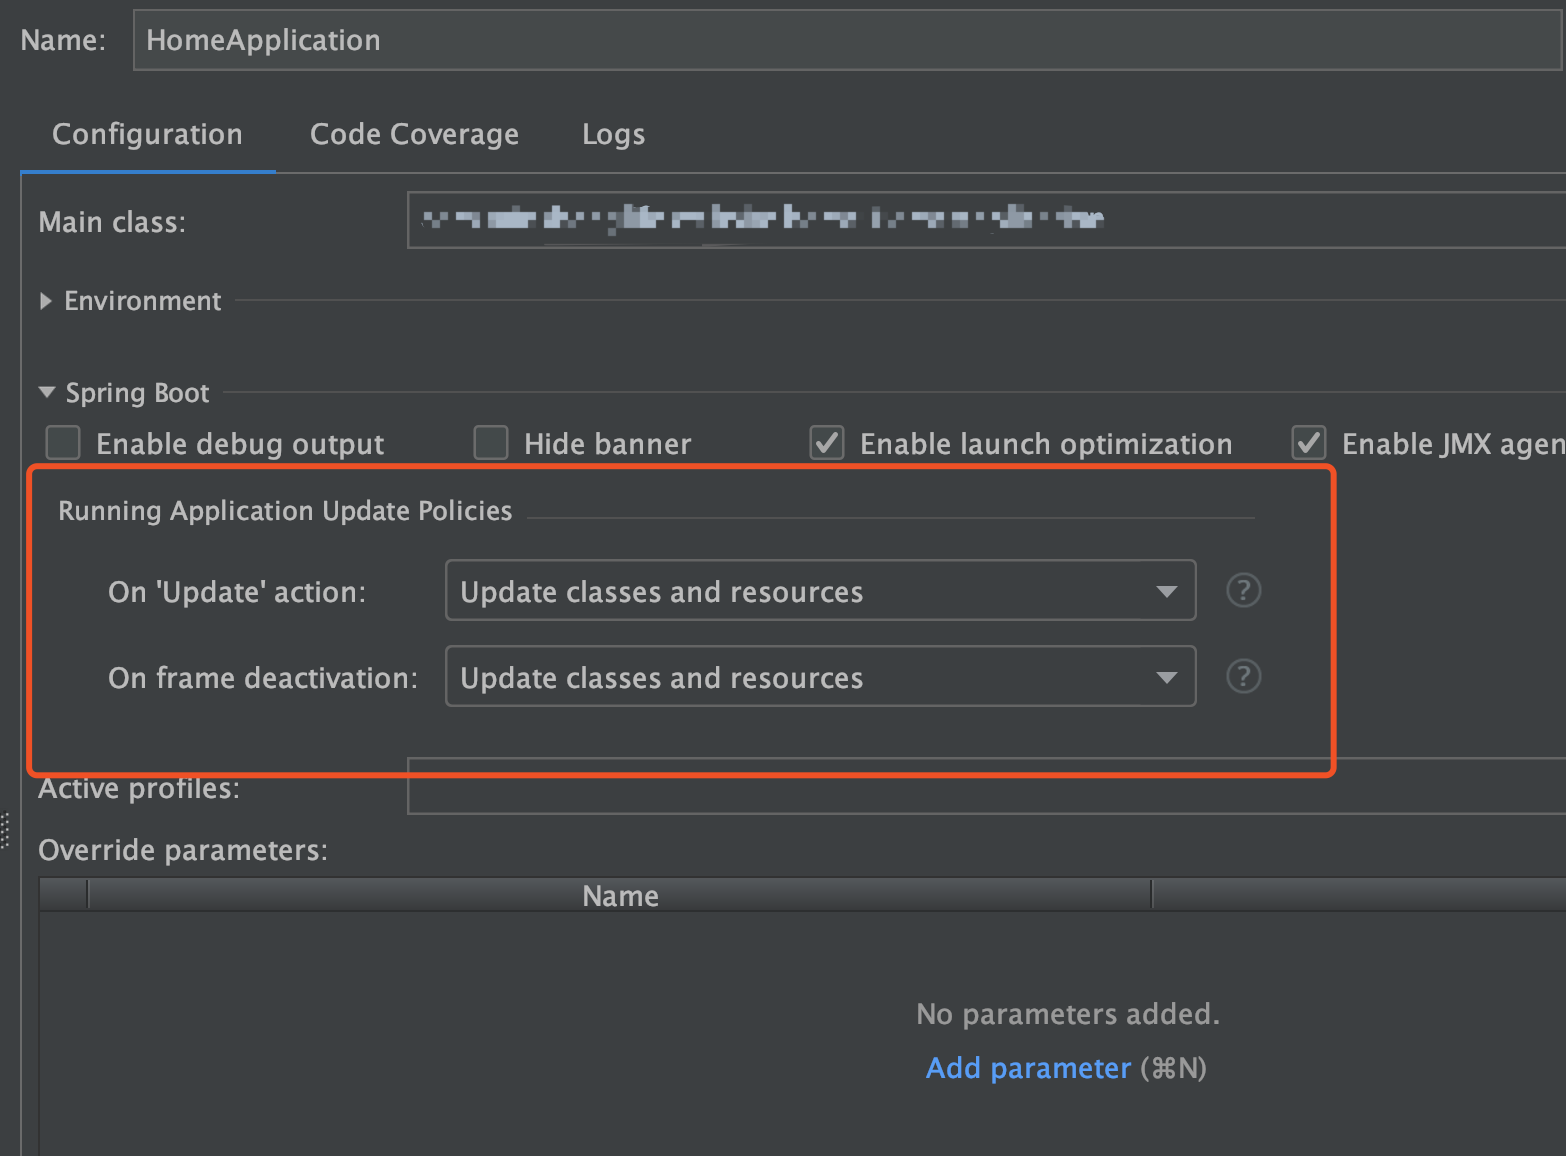 Name: HomeApplication
Configuration Code Coverage Logs
Main class:
Environment
Spring Boot
Enable debug output Hide banner Enable launch optimization Enable JMX agen
Running Application Update Policies
On 'Update' action: Update classes and resources ?
On frame deactivation: Update classes and resources ?
Active profiles:
Override parameters:
Name
No parameters added.
Add parameter (⌘N)